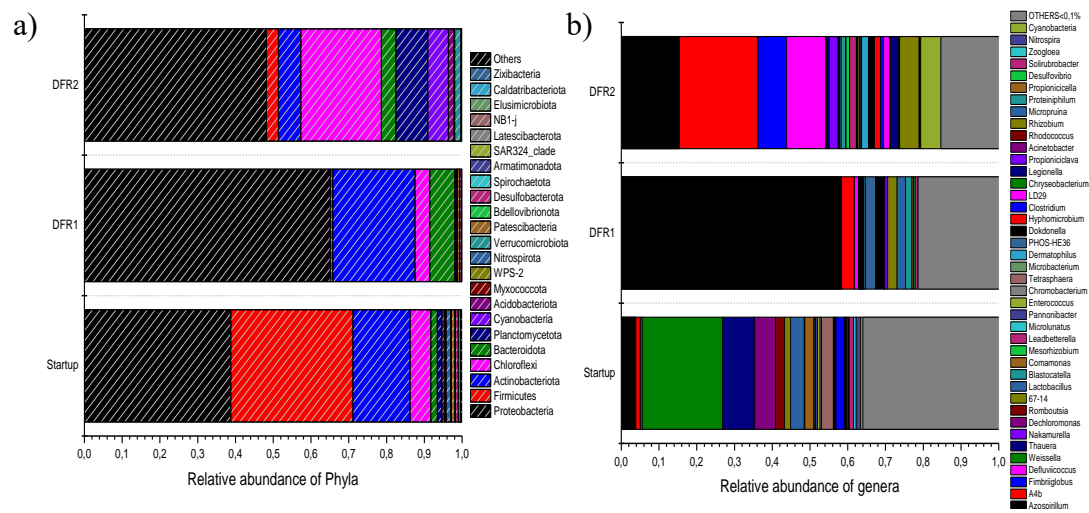 a)
DFR2
DFR1
Startup
0,0 0,1 0,2 0,3 0,4 0,5 0,6 0,7 0,8 0,9 1,0
Relative abundance of Phyla
Others
Zixibacteria
Caldatribacteriota
Elusimicrobiota
NB1-j
Latescibacterota
SAR324_clade
Armatimonadota
Spirochaetota
Desulfobacterota
Bdellovibrionota
Patescibacteria
Verrucomicrobiota
Nitrospirota
WPS-2
Myxococcota
Acidobacteriota
Cyanobacteria
Planctomycetota
Bacteroidota
Chloroflexi
Actinobacteriota
Firmicutes
Proteobacteria
b)
DFR2
DFR1
Startup
0,0 0,1 0,2 0,3 0,4 0,5 0,6 0,7 0,8 0,9 1,0
Relative abundance of genera
OTHERS<0,1%
Cyanobacteria
Nitrospira
Zoogloea
Solirubrobacter
Desulfovibrio
Propionicicella
Proteiniphilum
Micropruina
Rhizobium
Rhodococcus
Acinetobacter
Propioniciclava
Legionella
Chryseobacterium
LD29
Clostridium
Hyphomicrobium
Dokdonella
PHOS-HE36
Dermatophilus
Microbacterium
Tetrasphaera
Chromobacterium
Enterococcus
Pannonibacter
Microlunatus
Leadbetterella
Mesorhizobium
Comamonas
Blastocatella
Lactobacillus
67-14
Romboutsia
Dechloromonas
Nakamurella
Thauera
Weissella
Defluviicoccus
Fimbriiglobus
A4b
Azospirillum